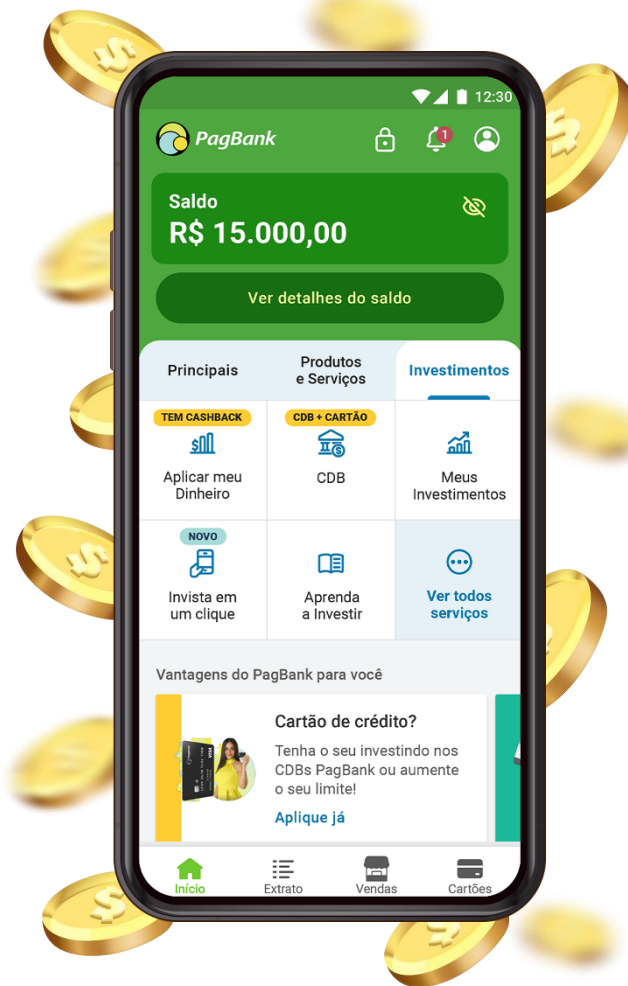 12:30
PagBank
1
Saldo
R$ 15.000,00
Ver detalhes do saldo
Principais
Produtos
e Serviços
Investimentos
TEM CASHBACK
Aplicar meu
Dinheiro
CDB + CARTÃO
CDB
Meus
Investimentos
NOVO
Invista em
um clique
Aprenda
a Investir
Ver todos
serviços
Vantagens do PagBank para você
Cartão de crédito?
Tenha o seu investindo nos
CDBs PagBank ou aumente
o seu limite!
Aplique já
Início
Extrato
Vendas
Cartões